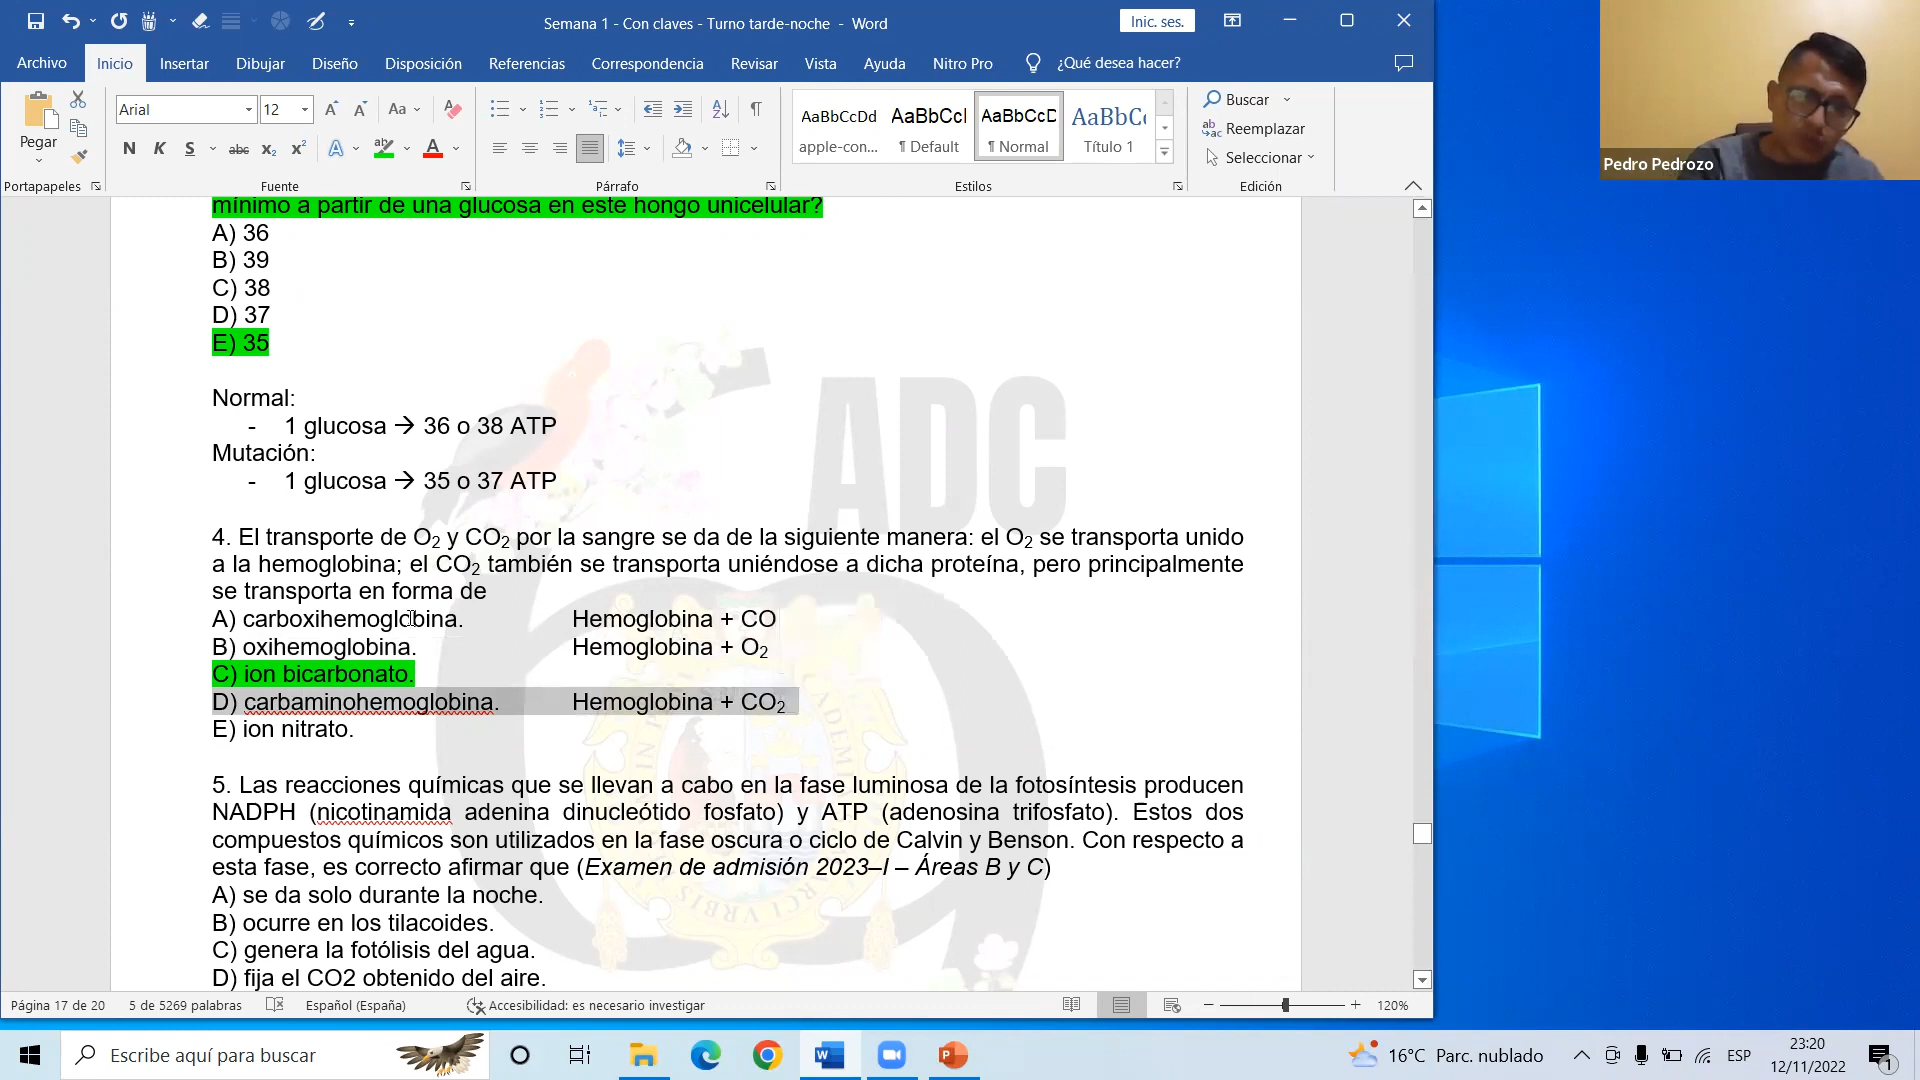 Semana 1 - Con claves - Turno tarde-noche - Word
Inic. ses.
Archivo Inicio Insertar Dibujar Diseño Disposición Referencias Correspondencia Revisar Vista Ayuda Nitro Pro ¿Qué desea hacer?
Pegar
Arial 12
Aa
N K S abc x₂ x² A ab A
Portapapeles Fuente Párrafo Estilos Edición
AaBbCcDd AaBbCcI AaBbCcD AaBbCc
apple-con... ¶ Default ¶ Normal Título 1
Buscar
Reemplazar
Seleccionar
Pedro Pedrozo
mínimo a partir de una glucosa en este hongo unicelular?
A) 36
B) 39
C) 38
D) 37
E) 35
Normal:
- 1 glucosa → 36 o 38 ATP
Mutación:
- 1 glucosa → 35 o 37 ATP
ADC
4. El transporte de O₂ y CO₂ por la sangre se da de la siguiente manera: el O₂ se transporta unido
a la hemoglobina; el CO₂ también se transporta uniéndose a dicha proteína, pero principalmente
se transporta en forma de
A) carboxihemoglobina. Hemoglobina + CO
B) oxihemoglobina. Hemoglobina + O₂
C) ion bicarbonato.
D) carbaminohemoglobina. Hemoglobina + CO₂
E) ion nitrato.
5. Las reacciones químicas que se llevan a cabo en la fase luminosa de la fotosíntesis producen
NADPH (nicotinamida adenina dinucleótido fosfato) y ATP (adenosina trifosfato). Estos dos
compuestos químicos son utilizados en la fase oscura o ciclo de Calvin y Benson. Con respecto a
esta fase, es correcto afirmar que (Examen de admisión 2023–I – Áreas B y C)
A) se da solo durante la noche.
B) ocurre en los tilacoides.
C) genera la fotólisis del agua.
D) fija el CO2 obtenido del aire.
Página 17 de 20 5 de 5269 palabras Español (España) Accesibilidad: es necesario investigar 120%
Escribe aquí para buscar
16°C Parc. nublado ESP
23:20
12/11/2022
1